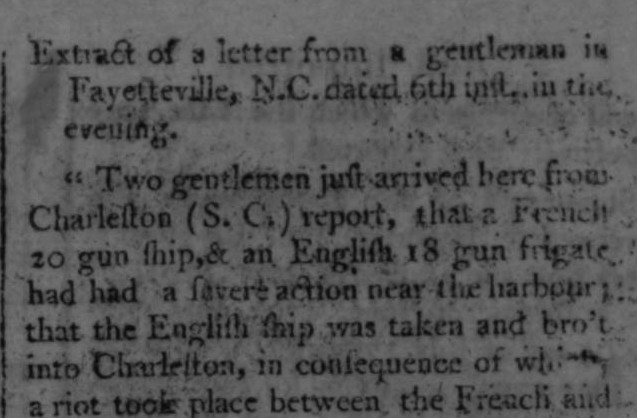 Extract of a letter from a gentleman in
Fayetteville, N.C. dated 6th inſt. in the
evening.
“ Two gentlemen juſt arrived here from
Charleſton (S. C.) report, that a French
20 gun ſhip,& an Engliſh 18 gun frigate
had had a ſevere action near the harbour;
that the Engliſh ſhip was taken and bro't
into Charleſton, in conſequence of which
a riot took place between the French and